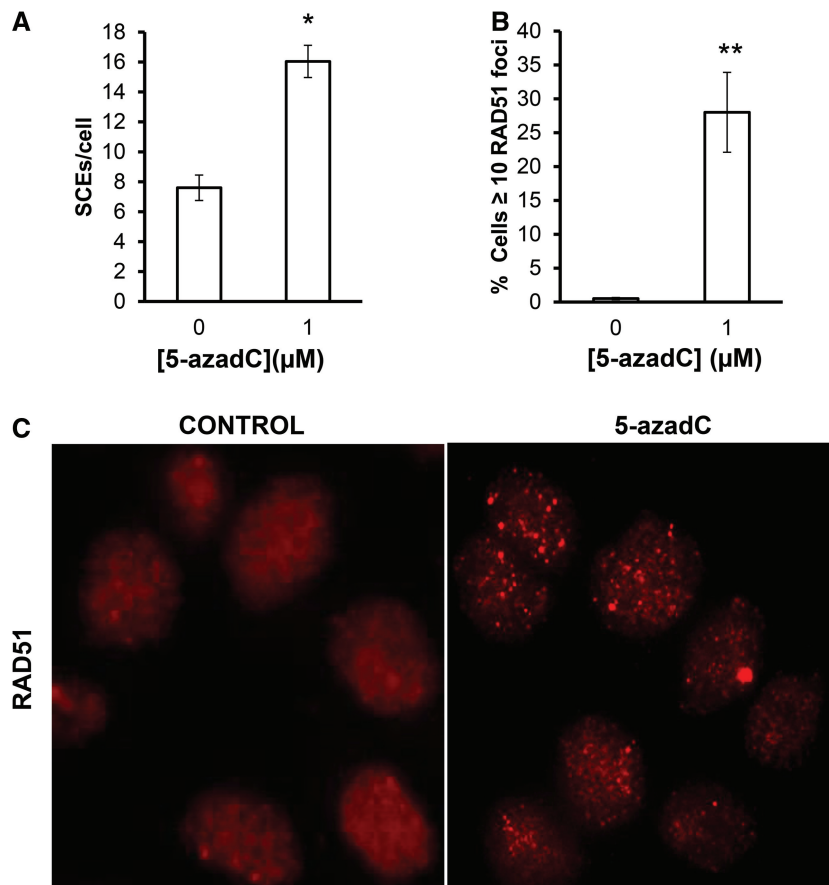 A
SCEs/cell
18
16
14
12
10
8
6
4
2
0
*
0 1
[5-azadC](µM)
B
% Cells ≥ 10 RAD51 foci
40
35
30
25
20
15
10
5
0
**
0 1
[5-azadC] (µM)
C
CONTROL 5-azadC
RAD51